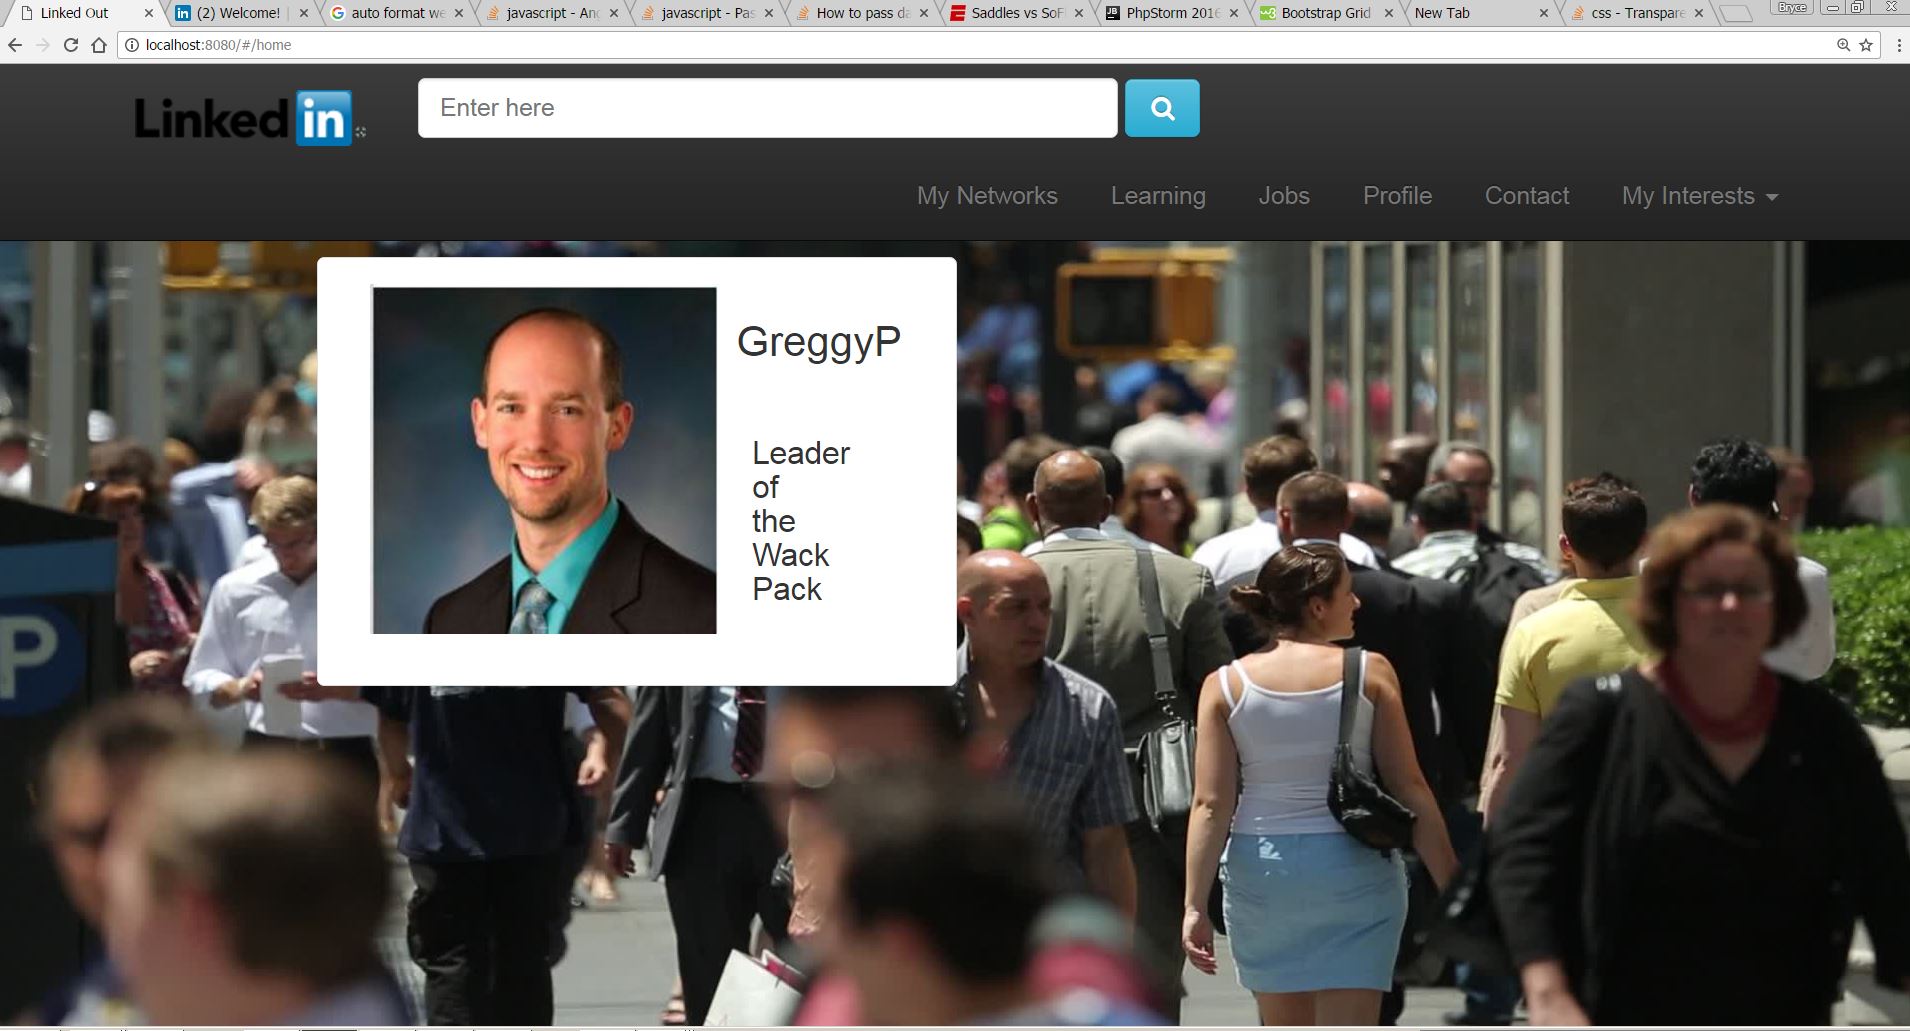 Linked Out
(2) Welcome! |
auto format we
javascript - Ang
javascript - Pas
How to pass da
Saddles vs SoFl
PhpStorm 2016
Bootstrap Grid
New Tab
css - Transpare
Bryce
localhost:8080/#/home
Linked in
Enter here
My Networks Learning Jobs Profile Contact My Interests
GreggyP
Leader
of
the
Wack
Pack
P